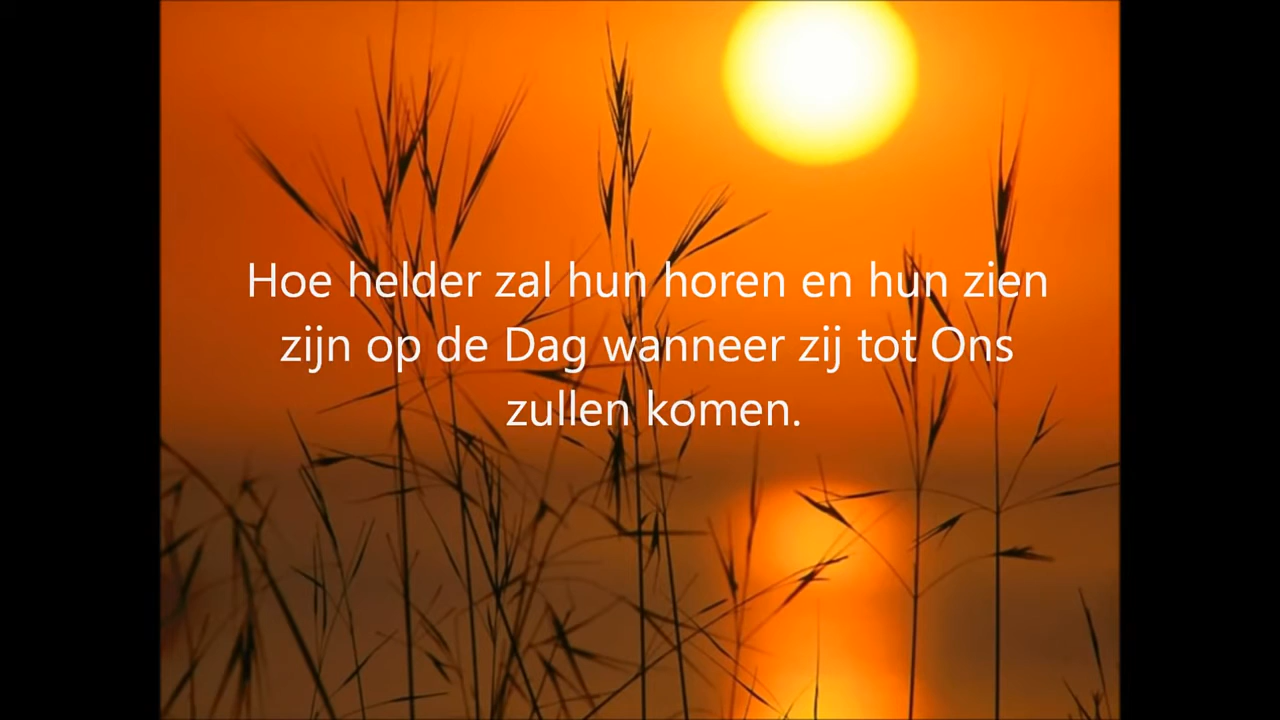 Hoe helder zal hun horen en hun zien
zijn op de Dag wanneer zij tot Ons
zullen komen.